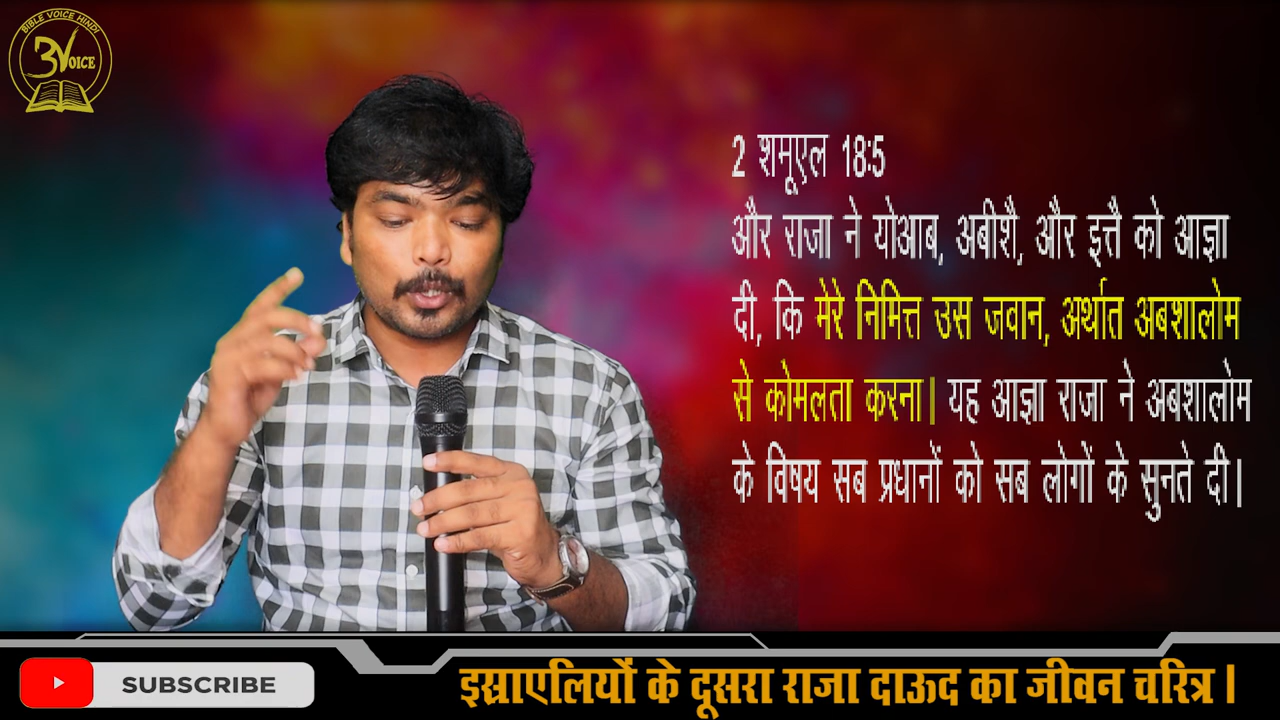 BIBLE VOICE HINDI
3VOICE
2 शमूएल 18:5
और राजा ने योआब, अबीशै, और इत्तै को आज्ञा
दी, कि मेरे निमित्त उस जवान, अर्थात अबशालोम
से कोमलता करना| यह आज्ञा राजा ने अबशालोम
के विषय सब प्रधानों को सब लोगों के सुनते दी|
SUBSCRIBE
इस्राएलियों के दूसरा राजा दाऊद का जीवन चरित्र |